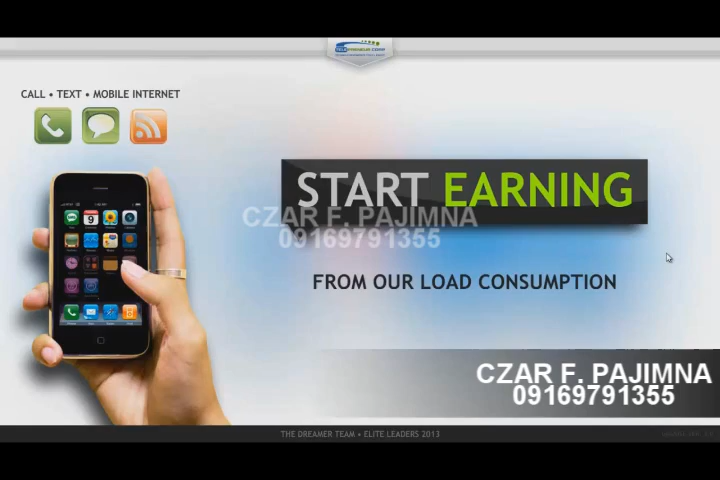 CALL • TEXT • MOBILE INTERNET
START EARNING
CZAR F. PAJIMNA
09169791355
FROM OUR LOAD CONSUMPTION
CZAR F. PAJIMNA
09169791355
THE DREAMER TEAM • ELITE LEADERS 2013